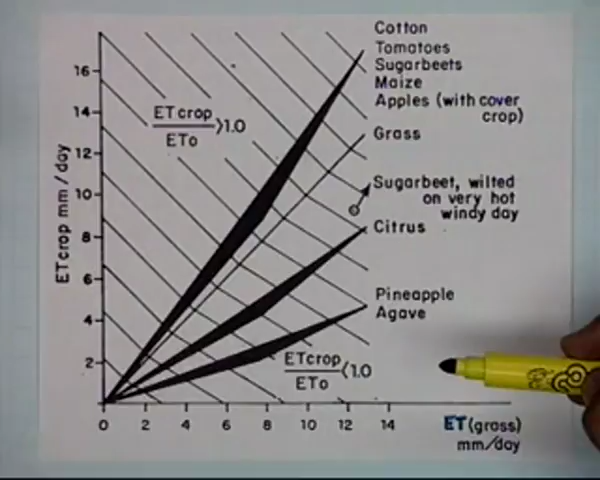 Cotton
Tomatoes
Sugarbeets
Maize
Apples (with cover
crop)
Grass
Sugarbeet, wilted
on very hot
windy day
Citrus
Pineapple
Agave
ETcrop
ETo >1.0
ETcrop
ETo <1.0
ETcrop mm / day
16
14
12
10
8
6
4
2
0 2 4 6 8 10 12 14
ET (grass)
mm/day